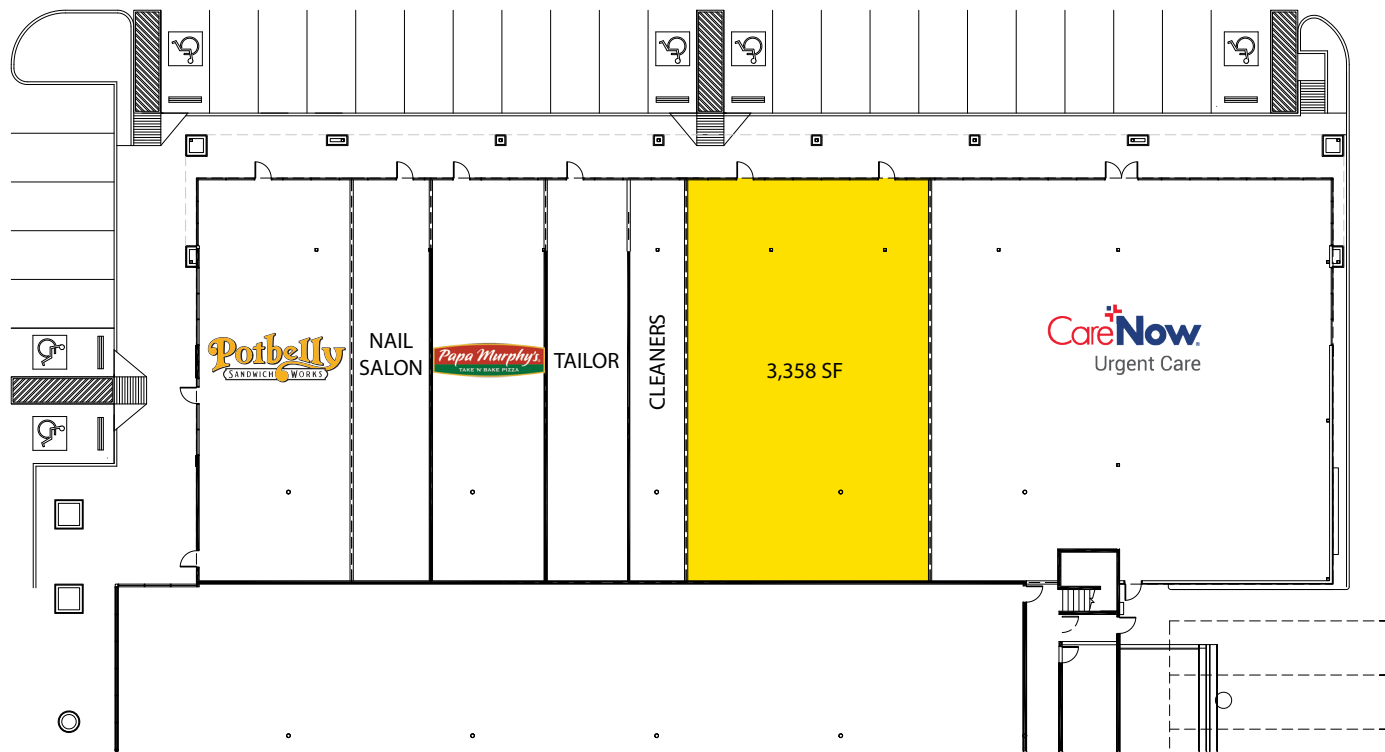 Potbelly
SANDWICH WORKS
NAIL
SALON
Papa Murphy's.
TAKE 'N' BAKE PIZZA
TAILOR
CLEANERS
3,358 SF
CareNow.
Urgent Care